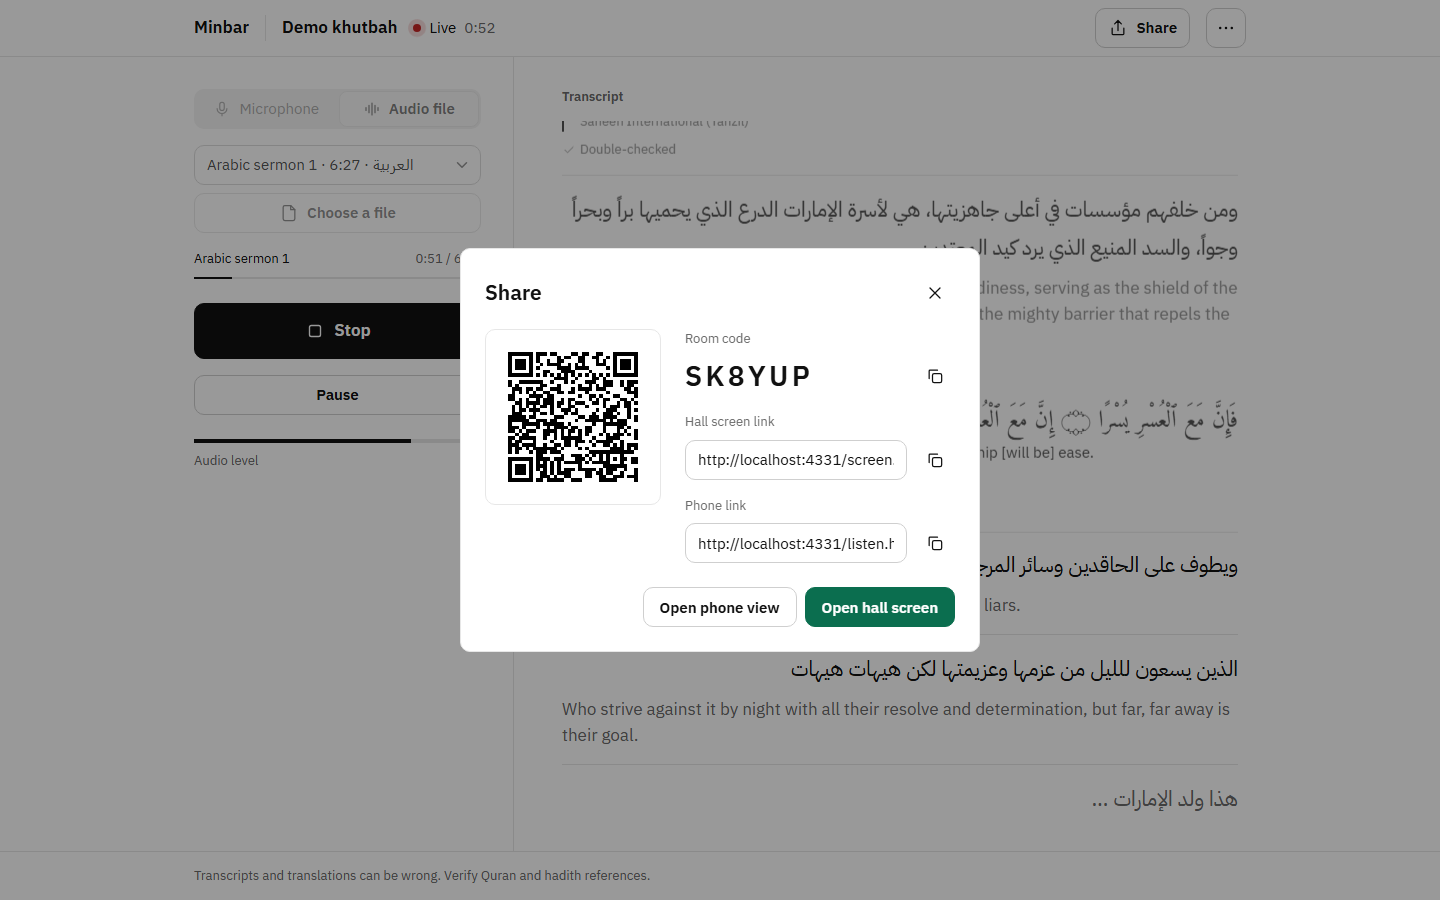 Minbar
Demo khutbah
Live 0:52
Share
Microphone
Audio file
Arabic sermon 1 · 6:27 · العربية
Choose a file
Arabic sermon 1
0:51 / 6
Stop
Pause
Audio level
Transcript
Saheeh International (Tanzil)
Double-checked
ومن خلفهم مؤسسات في أعلى جاهزيتها، هي لأسرة الإمارات الدرع الذي يحميها براً وبحراً
وجواً، والسد المنيع الذي يرد كيد
diness, serving as the shield of the
the mighty barrier that repels the
فَإِنَّ مَعَ ٱلْعُسْرِ يُسْرًا ۝ إِنَّ مَعَ
hip [will be] ease.
ويطوف على الحاقدين وسائر
liars.
الذين يسعون لليل من عزمها وعزيمتها لكن هيهات هيهات
Who strive against it by night with all their resolve and determination, but far, far away is
their goal.
هذا ولد الإمارات ...
Share
Room code
SK8YUP
Hall screen link
http://localhost:4331/screen.
Phone link
http://localhost:4331/listen.h
Open phone view
Open hall screen
Transcripts and translations can be wrong. Verify Quran and hadith references.